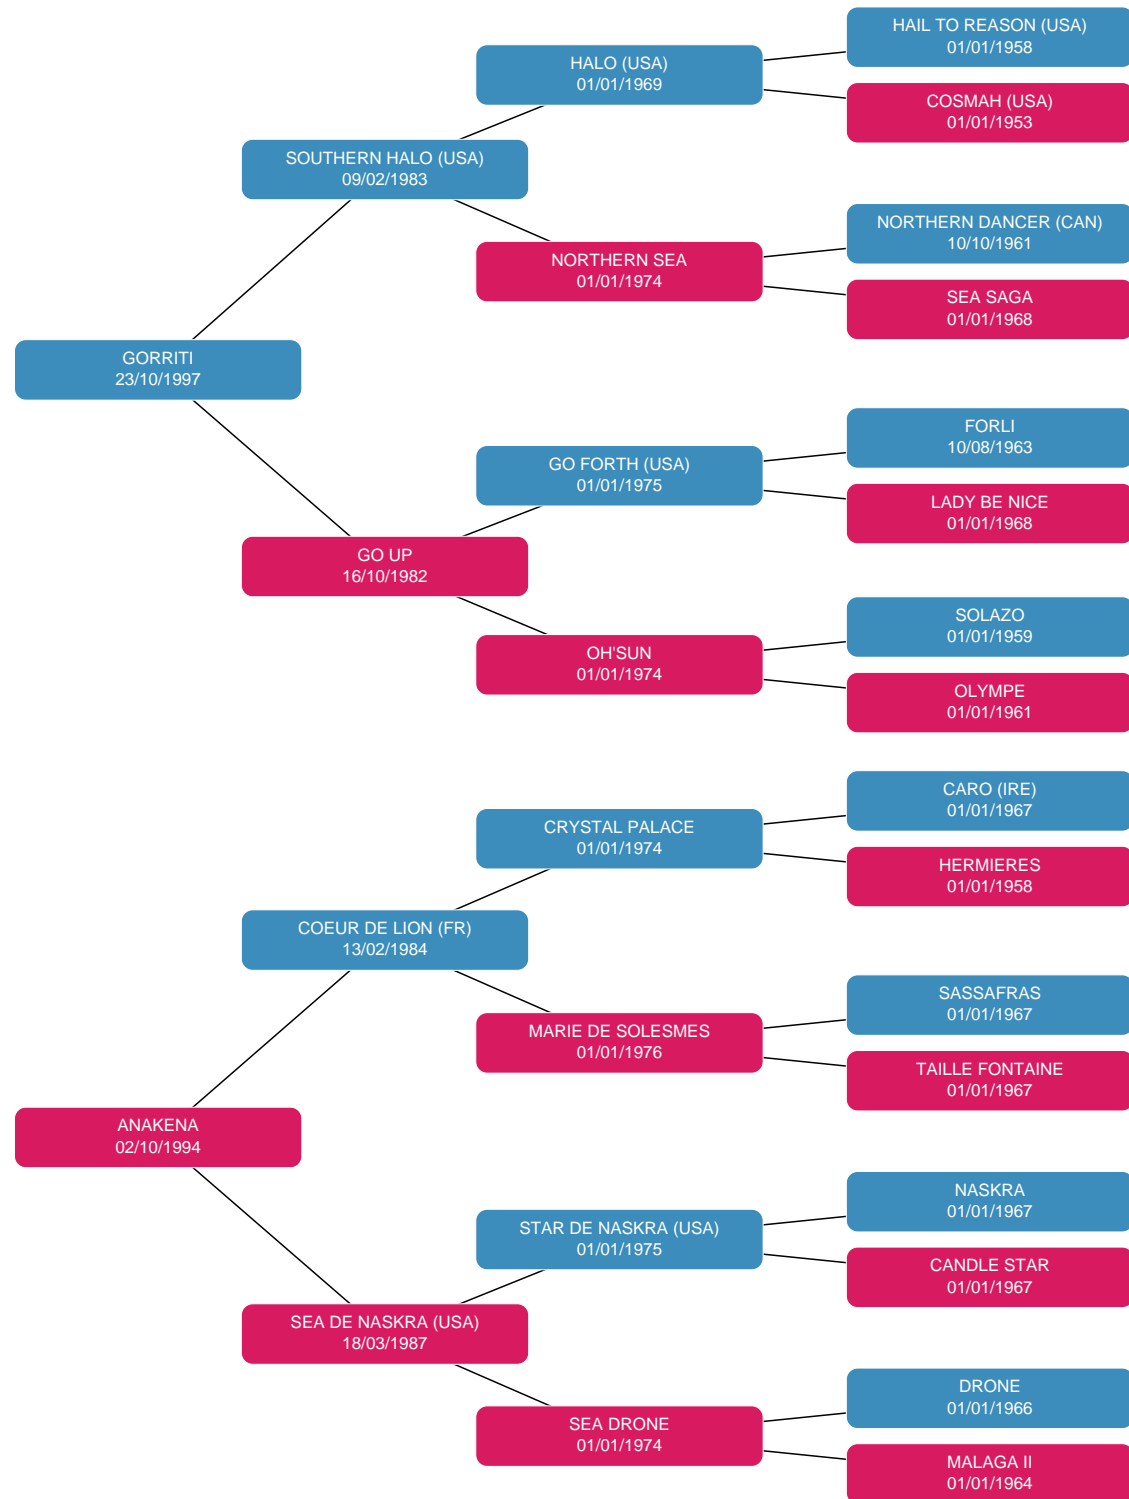 HAIL TO REASON (USA)
01/01/1958
HALO (USA)
01/01/1969
COSMAH (USA)
01/01/1953
SOUTHERN HALO (USA)
09/02/1983
NORTHERN DANCER (CAN)
10/10/1961
NORTHERN SEA
01/01/1974
SEA SAGA
01/01/1968
GORRITI
23/10/1997
FORLI
10/08/1963
GO FORTH (USA)
01/01/1975
LADY BE NICE
01/01/1968
GO UP
16/10/1982
SOLAZO
01/01/1959
OH'SUN
01/01/1974
OLYMPE
01/01/1961
CARO (IRE)
01/01/1967
CRYSTAL PALACE
01/01/1974
HERMIERES
01/01/1958
COEUR DE LION (FR)
13/02/1984
SASSAFRAS
01/01/1967
MARIE DE SOLESMES
01/01/1976
TAILLE FONTAINE
01/01/1967
ANAKENA
02/10/1994
NASKRA
01/01/1967
STAR DE NASKRA (USA)
01/01/1975
CANDLE STAR
01/01/1967
SEA DE NASKRA (USA)
18/03/1987
DRONE
01/01/1966
SEA DRONE
01/01/1974
MALAGA II
01/01/1964